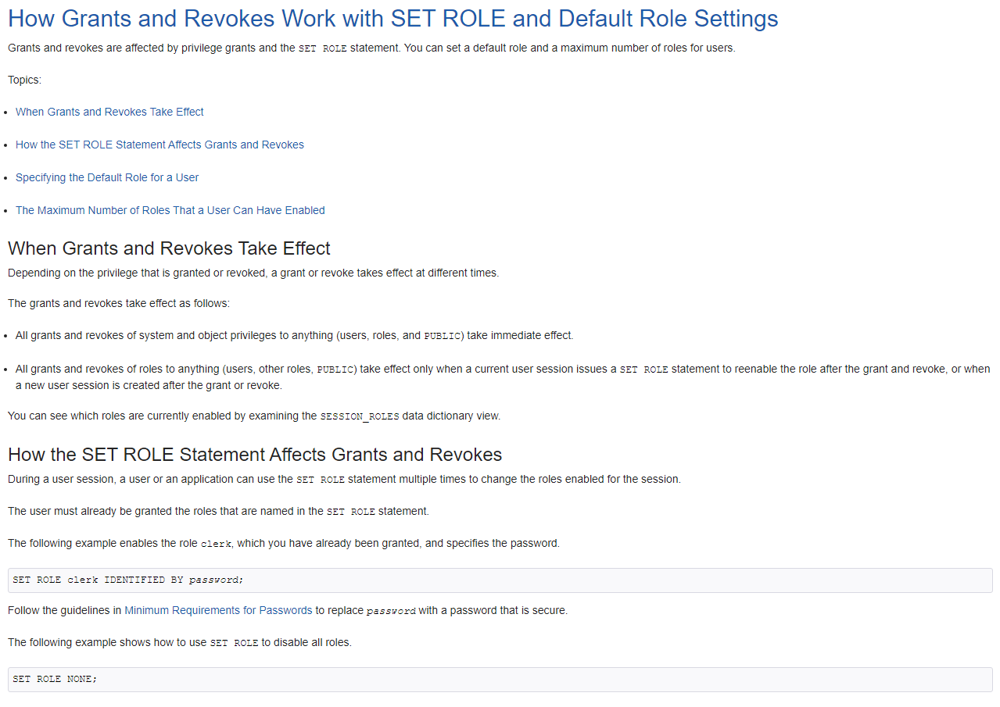 How Grants and Revokes Work with SET ROLE and Default Role Settings
Grants and revokes are affected by privilege grants and the SET ROLE statement. You can set a default role and a maximum number of roles for users.
Topics:
• When Grants and Revokes Take Effect
• How the SET ROLE Statement Affects Grants and Revokes
• Specifying the Default Role for a User
• The Maximum Number of Roles That a User Can Have Enabled
When Grants and Revokes Take Effect
Depending on the privilege that is granted or revoked, a grant or revoke takes effect at different times.
The grants and revokes take effect as follows:
• All grants and revokes of system and object privileges to anything (users, roles, and PUBLIC) take immediate effect.
• All grants and revokes of roles to anything (users, other roles, PUBLIC) take effect only when a current user session issues a SET ROLE statement to reenable the role after the grant and revoke, or when
a new user session is created after the grant or revoke.
You can see which roles are currently enabled by examining the SESSION_ROLES data dictionary view.
How the SET ROLE Statement Affects Grants and Revokes
During a user session, a user or an application can use the SET ROLE statement multiple times to change the roles enabled for the session.
The user must already be granted the roles that are named in the SET ROLE statement.
The following example enables the role clerk, which you have already been granted, and specifies the password.
SET ROLE clerk IDENTIFIED BY password;
Follow the guidelines in Minimum Requirements for Passwords to replace password with a password that is secure.
The following example shows how to use SET ROLE to disable all roles.
SET ROLE NONE;